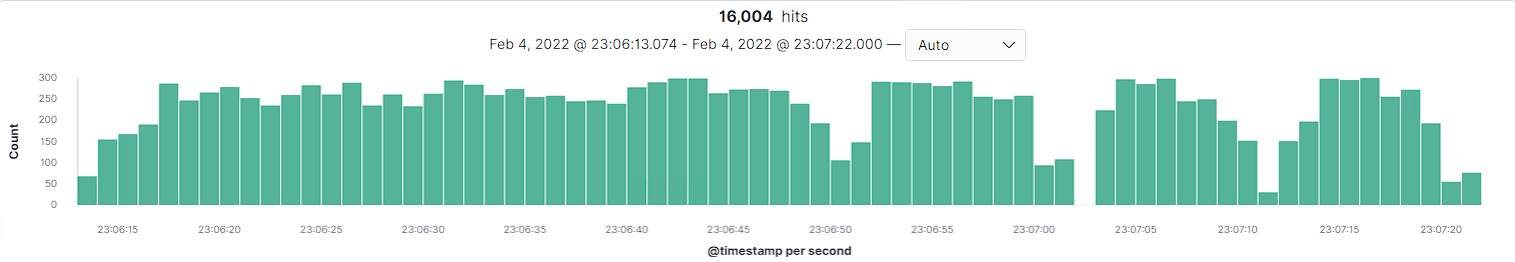 16,004 hits
Feb 4, 2022 @ 23:06:13.074 - Feb 4, 2022 @ 23:07:22.000 — Auto
300
250
200
150
100
50
0
Count
23:06:15 23:06:20 23:06:25 23:06:30 23:06:35 23:06:40 23:06:45 23:06:50 23:06:55 23:07:00 23:07:05 23:07:10 23:07:15 23:07:20
@timestamp per second